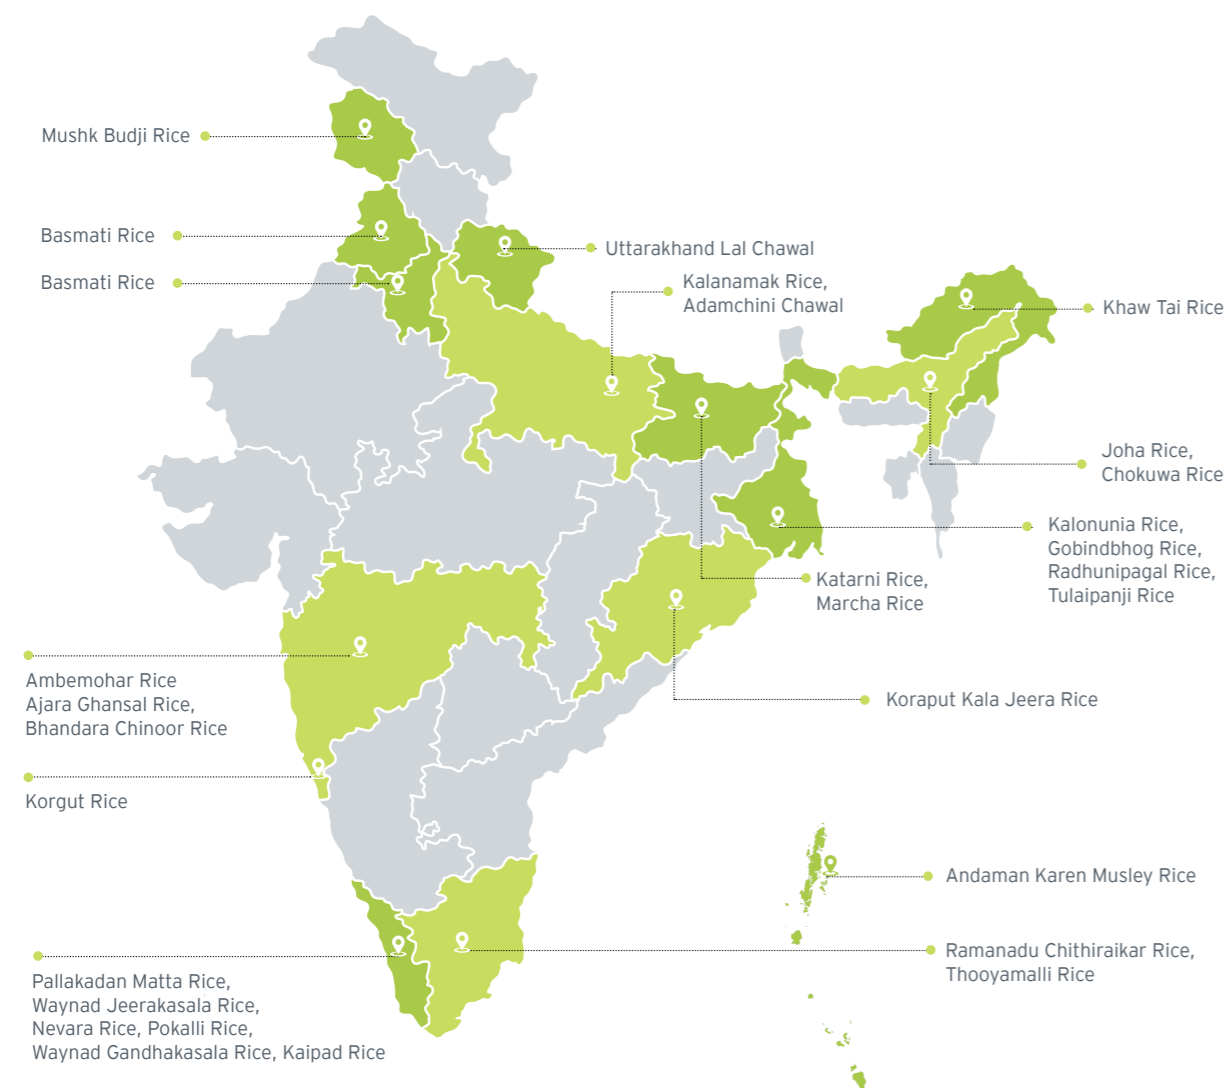 Mushk Budji Rice
Basmati Rice
Basmati Rice
Uttarakhand Lal Chawal
Kalanamak Rice,
Adamchini Chawal
Khaw Tai Rice
Joha Rice,
Chokuwa Rice
Kalonunia Rice,
Gobindbhog Rice,
Radhunipagal Rice,
Tulaipanji Rice
Katarni Rice,
Marcha Rice
Ambemohar Rice
Ajara Ghansal Rice,
Bhandara Chinoor Rice
Koraput Kala Jeera Rice
Korgut Rice
Andaman Karen Musley Rice
Ramanadu Chithiraikar Rice,
Thooyamalli Rice
Pallakadan Matta Rice,
Waynad Jeerakasala Rice,
Nevara Rice, Pokalli Rice,
Waynad Gandhakasala Rice, Kaipad Rice